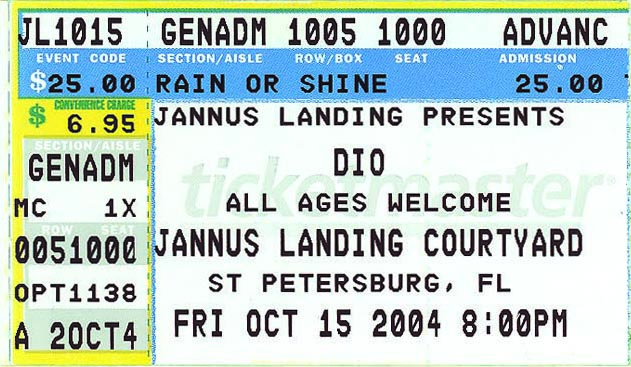 JL1015 GENADM 1005 1000 ADVANC
EVENT CODE SECTION/AISLE ROW/BOX SEAT ADMISSION
$25.00 RAIN OR SHINE 25.00
CONVENIENCE CHARGE
$ 6.95
SECTION/AISLE
GENADM
MC 1X
ROW SEAT
0051000
OPT1138
A 2OCT4
JANNUS LANDING PRESENTS
DIO
ticketmaster®
ALL AGES WELCOME
JANNUS LANDING COURTYARD
ST PETERSBURG, FL
FRI OCT 15 2004 8:00PM